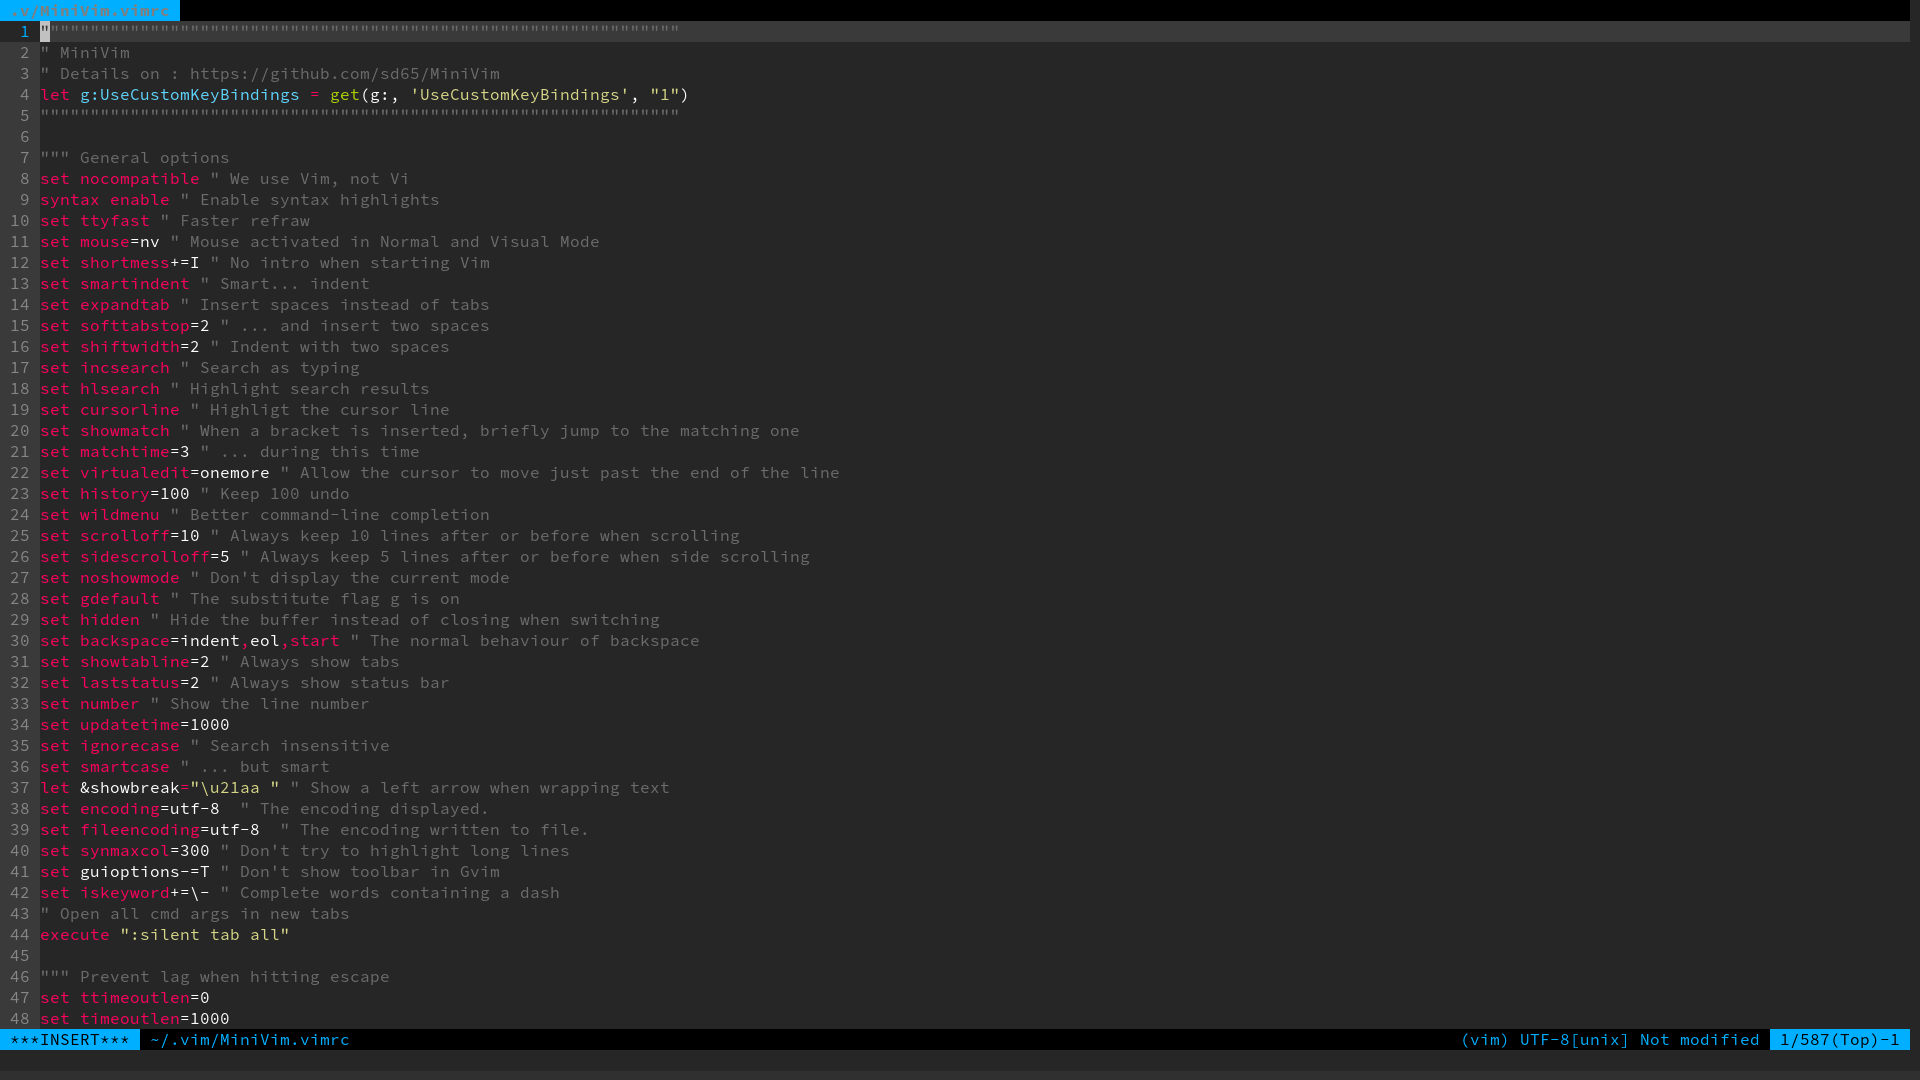 .v/MiniVim.vimrc
1 """"""""""""""""""""""""""""""""""""""""""""""""""""""""""""""""
2 " MiniVim
3 " Details on : https://github.com/sd65/MiniVim
4 let g:UseCustomKeyBindings = get(g:, 'UseCustomKeyBindings', "1")
5 """"""""""""""""""""""""""""""""""""""""""""""""""""""""""""""""
6
7 """ General options
8 set nocompatible " We use Vim, not Vi
9 syntax enable " Enable syntax highlights
10 set ttyfast " Faster refraw
11 set mouse=nv " Mouse activated in Normal and Visual Mode
12 set shortmess+=I " No intro when starting Vim
13 set smartindent " Smart... indent
14 set expandtab " Insert spaces instead of tabs
15 set softtabstop=2 " ... and insert two spaces
16 set shiftwidth=2 " Indent with two spaces
17 set incsearch " Search as typing
18 set hlsearch " Highlight search results
19 set cursorline " Highligt the cursor line
20 set showmatch " When a bracket is inserted, briefly jump to the matching one
21 set matchtime=3 " ... during this time
22 set virtualedit=onemore " Allow the cursor to move just past the end of the line
23 set history=100 " Keep 100 undo
24 set wildmenu " Better command-line completion
25 set scrolloff=10 " Always keep 10 lines after or before when scrolling
26 set sidescrolloff=5 " Always keep 5 lines after or before when side scrolling
27 set noshowmode " Don't display the current mode
28 set gdefault " The substitute flag g is on
29 set hidden " Hide the buffer instead of closing when switching
30 set backspace=indent,eol,start " The normal behaviour of backspace
31 set showtabline=2 " Always show tabs
32 set laststatus=2 " Always show status bar
33 set number " Show the line number
34 set updatetime=1000
35 set ignorecase " Search insensitive
36 set smartcase " ... but smart
37 let &showbreak="\u21aa " " Show a left arrow when wrapping text
38 set encoding=utf-8  " The encoding displayed.
39 set fileencoding=utf-8  " The encoding written to file.
40 set synmaxcol=300 " Don't try to highlight long lines
41 set guioptions-=T " Don't show toolbar in Gvim
42 set iskeyword+=\- " Complete words containing a dash
43 " Open all cmd args in new tabs
44 execute ":silent tab all"
45
46 """ Prevent lag when hitting escape
47 set ttimeoutlen=0
48 set timeoutlen=1000
***INSERT*** ~/.vim/MiniVim.vimrc (vim) UTF-8[unix] Not modified 1/587(Top)-1